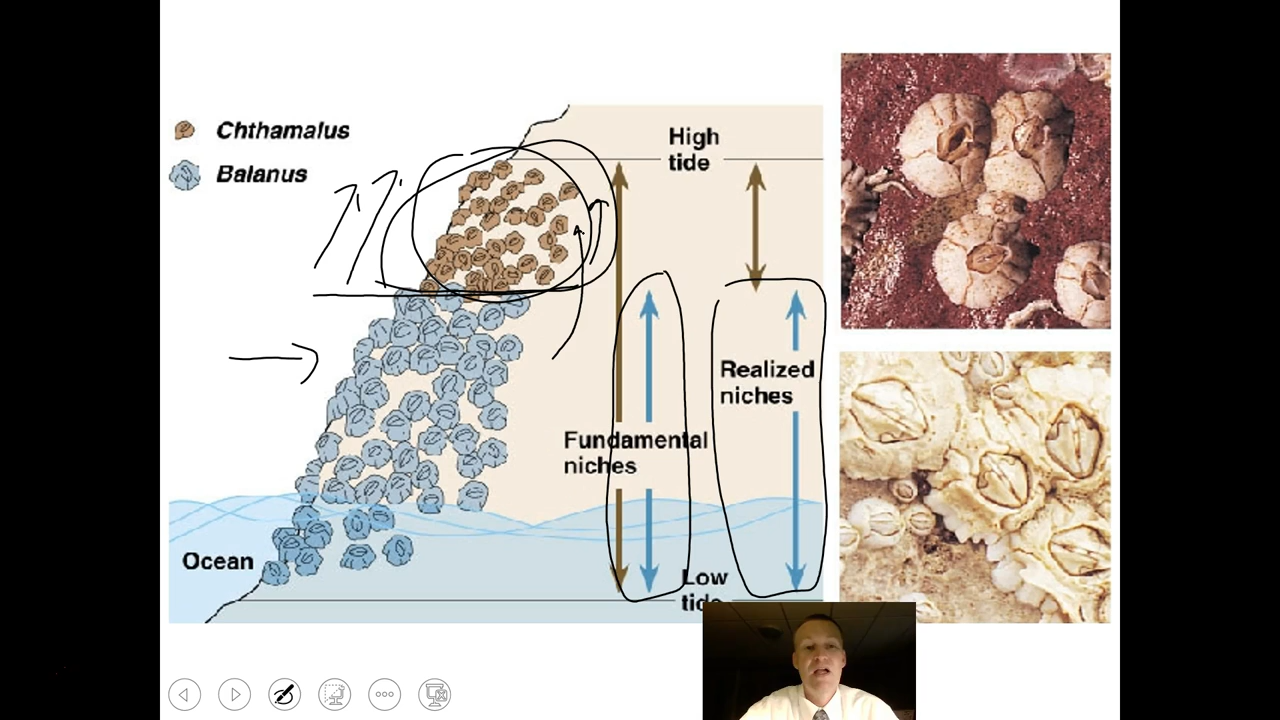 Chthamalus
Balanus
High
tide
Realized
niches
Fundamental
niches
Ocean
Low
tide